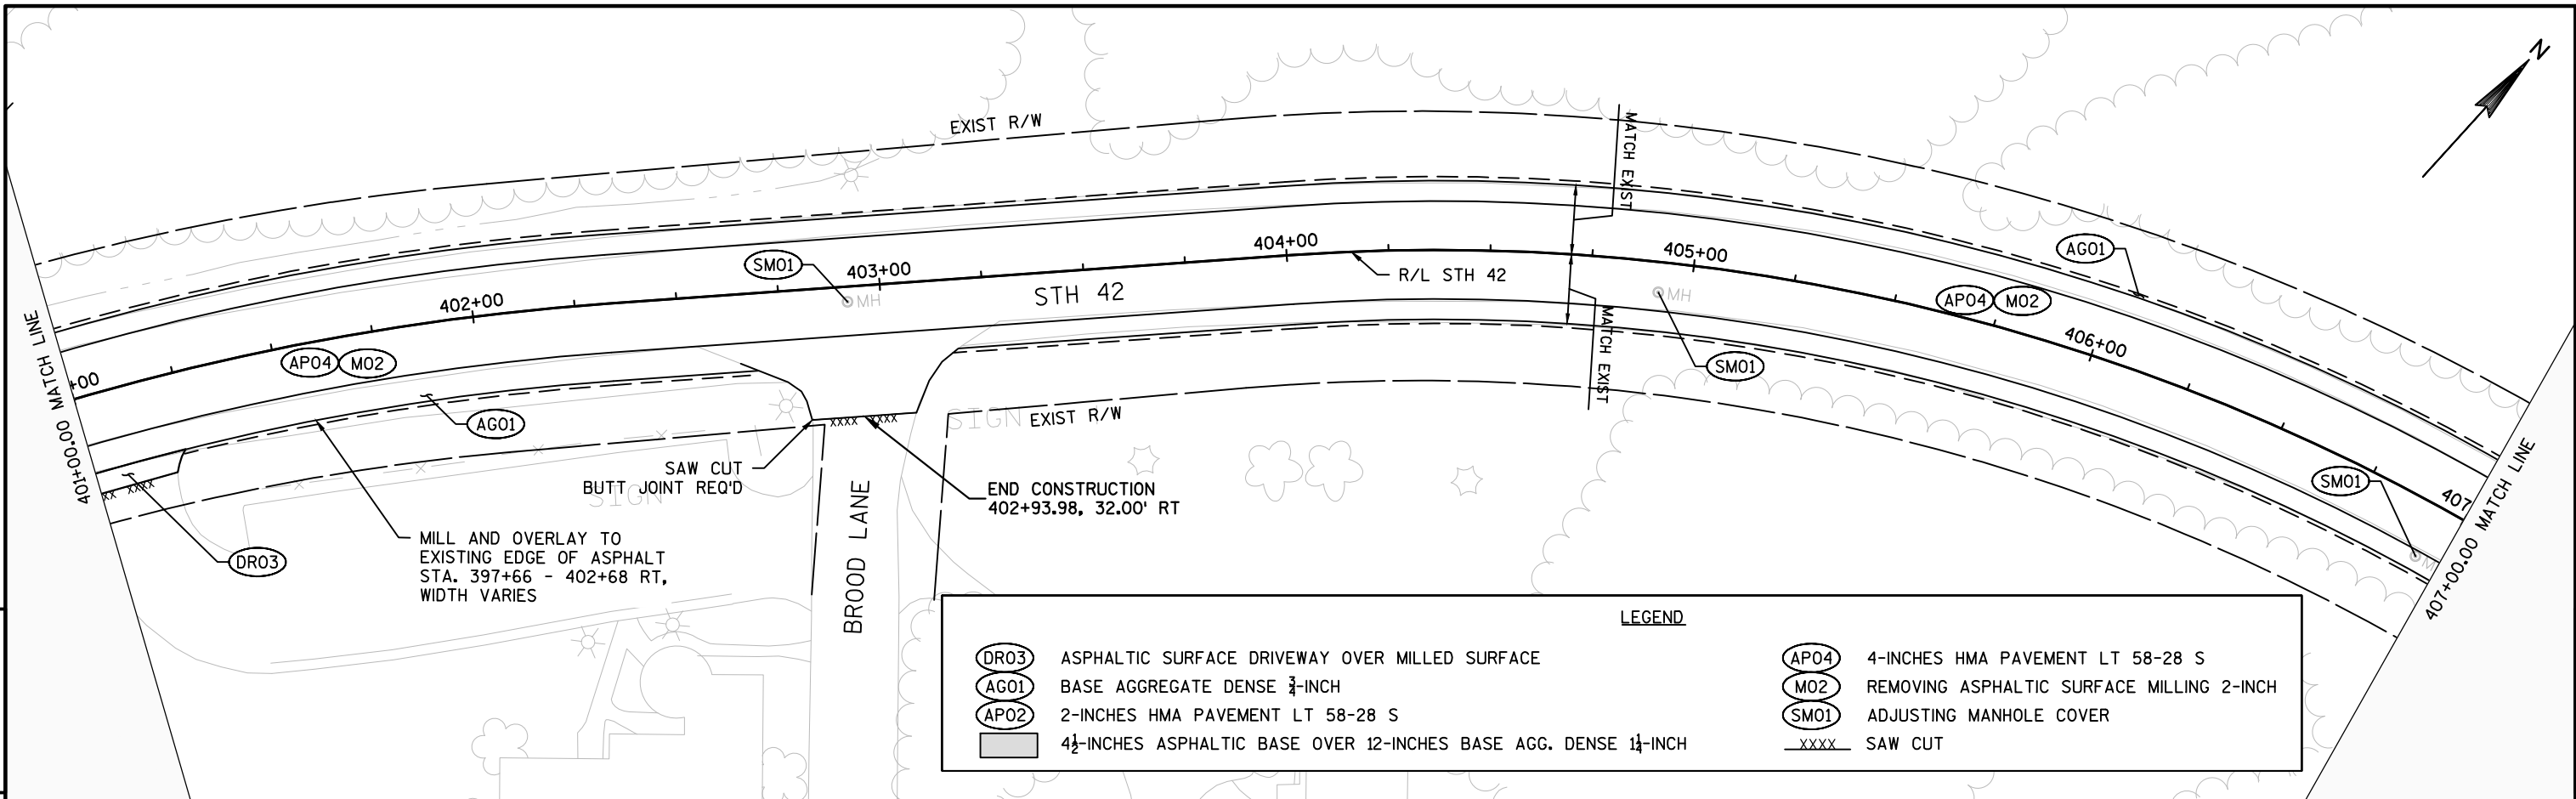 N
EXIST R/W
MATCH EXIST
404+00
405+00
AG01
SM01
403+00
MH
R/L STH 42
STH 42
MH
AP04 M02
402+00
MATCH EXIST
406+00
401+00.00 MATCH LINE
+00
AP04 M02
SM01
AG01
SIGN
EXIST R/W
SAW CUT
BUTT JOINT REQ'D
XXXX
XXXX
XX
XXXX
SIGN
END CONSTRUCTION
402+93.98, 32.00' RT
SM01
407
M
407+00.00 MATCH LINE
MILL AND OVERLAY TO
EXISTING EDGE OF ASPHALT
STA. 397+66 - 402+68 RT,
WIDTH VARIES
DR03
BROOD LANE
LEGEND
DR03 ASPHALTIC SURFACE DRIVEWAY OVER MILLED SURFACE
AG01 BASE AGGREGATE DENSE 3/4-INCH
AP02 2-INCHES HMA PAVEMENT LT 58-28 S
4 1/2-INCHES ASPHALTIC BASE OVER 12-INCHES BASE AGG. DENSE 1 1/4-INCH
AP04 4-INCHES HMA PAVEMENT LT 58-28 S
M02 REMOVING ASPHALTIC SURFACE MILLING 2-INCH
SM01 ADJUSTING MANHOLE COVER
XXXX SAW CUT